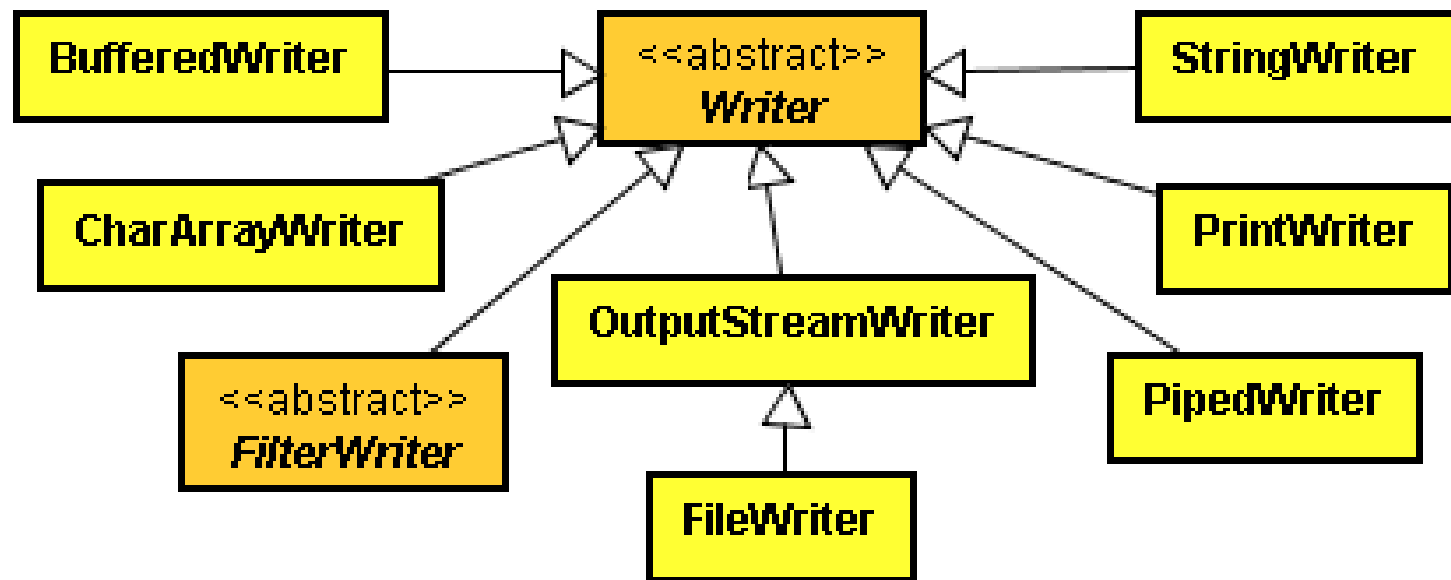 BufferedWriter
<<abstract>>
Writer
StringWriter
CharArrayWriter
PrintWriter
OutputStreamWriter
<<abstract>>
FilterWriter
PipedWriter
FileWriter